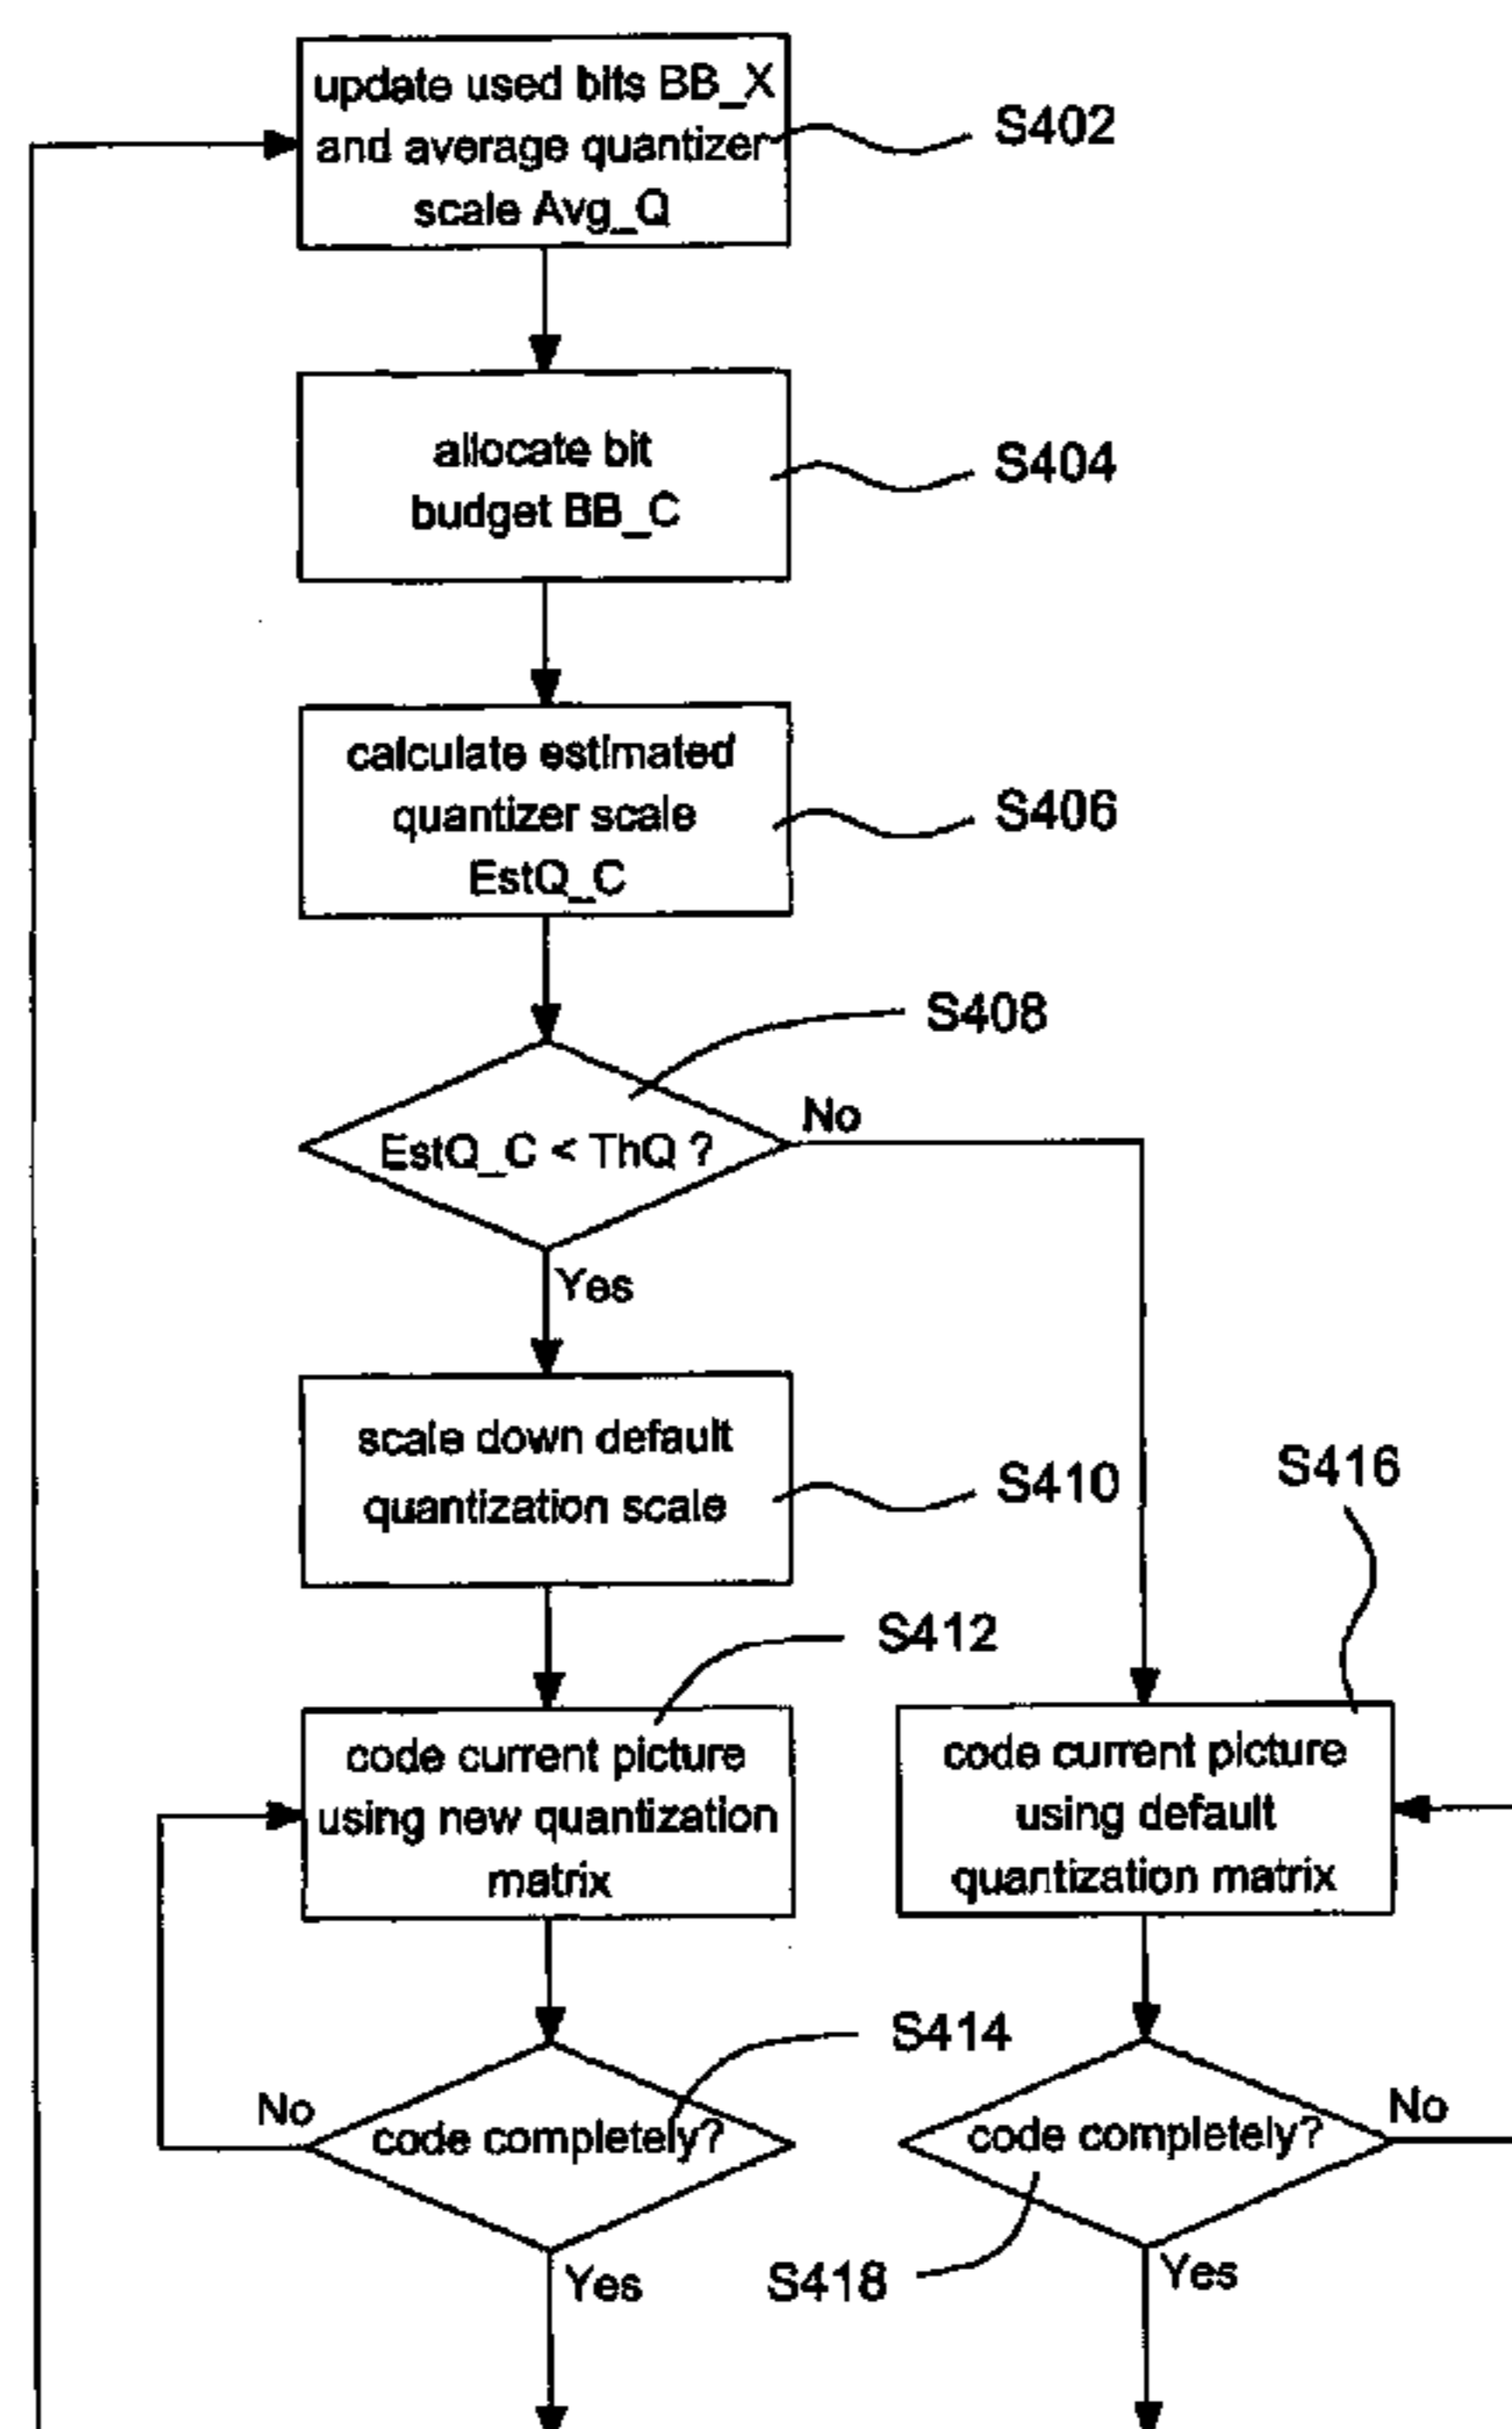 update used bits BB_X
and average quantizer
scale Avg_Q
S402
allocate bit
budget BB_C
S404
calculate estimated
quantizer scale
EstQ_C
S406
S408
EstQ_C < ThQ ?
No
Yes
scale down default
quantization scale
S410
S416
S412
code current picture
using new quantization
matrix
code current picture
using default
quantization matrix
S414
No
code completely?
code completely?
No
Yes
S418
Yes